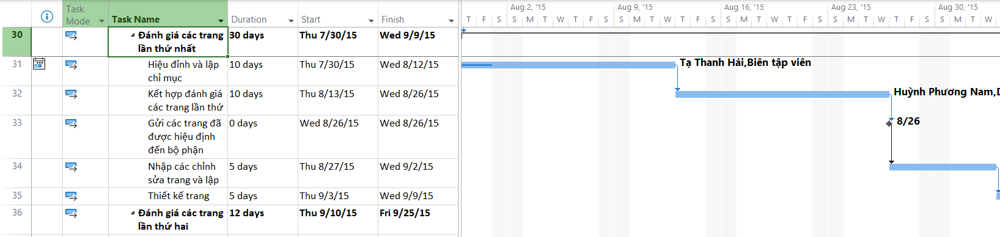 Task Mode
Task Name
Duration
Start
Finish
Aug 2, '15
Aug 9, '15
Aug 16, '15
Aug 23, '15
Aug 30, '15
T F S S M T W T F S S M T W T F S S M T W T F S S M T W T F S S M T W
30 Đánh giá các trang 30 days Thu 7/30/15 Wed 9/9/15
lần thứ nhất
31 Hiệu đỉnh và lập 10 days Thu 7/30/15 Wed 8/12/15 Tạ Thanh Hải,Biên tập viên
chỉ mục
32 Kết hợp đánh giá 10 days Thu 8/13/15 Wed 8/26/15 Huỳnh Phương Nam,D
các trang lần thứ
33 Gửi các trang đã 0 days Wed 8/26/15 Wed 8/26/15 8/26
được hiệu định
đến bộ phận
34 Nhập các chỉnh 5 days Thu 8/27/15 Wed 9/2/15
sửa trang và lập
35 Thiết kế trang 5 days Thu 9/3/15 Wed 9/9/15
36 Đánh giá các trang 12 days Thu 9/10/15 Fri 9/25/15
lần thứ hai